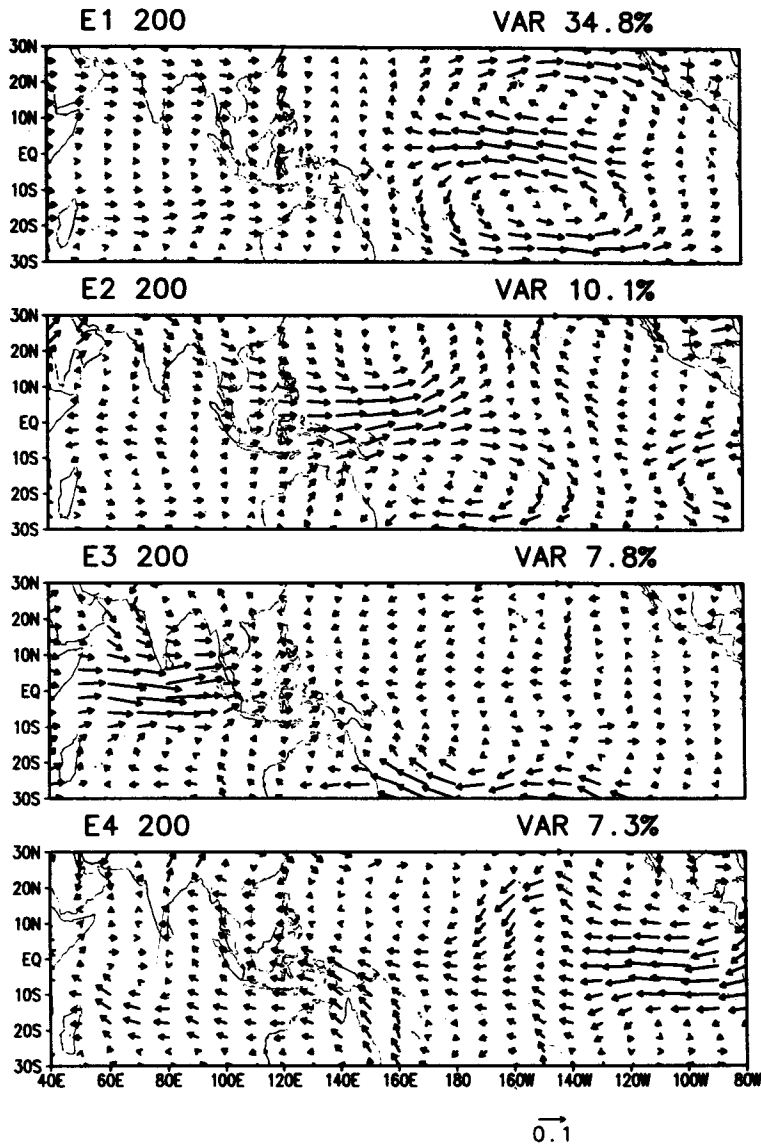 E1 200 VAR 34.8%
30N
20N
10N
EQ
10S
20S
30S
E2 200 VAR 10.1%
30N
20N
10N
EQ
10S
20S
30S
E3 200 VAR 7.8%
30N
20N
10N
EQ
10S
20S
30S
E4 200 VAR 7.3%
30N
20N
10N
EQ
10S
20S
30S
40E 60E 80E 100E 120E 140E 160E 180 160W 140W 120W 100W 80W
0.1